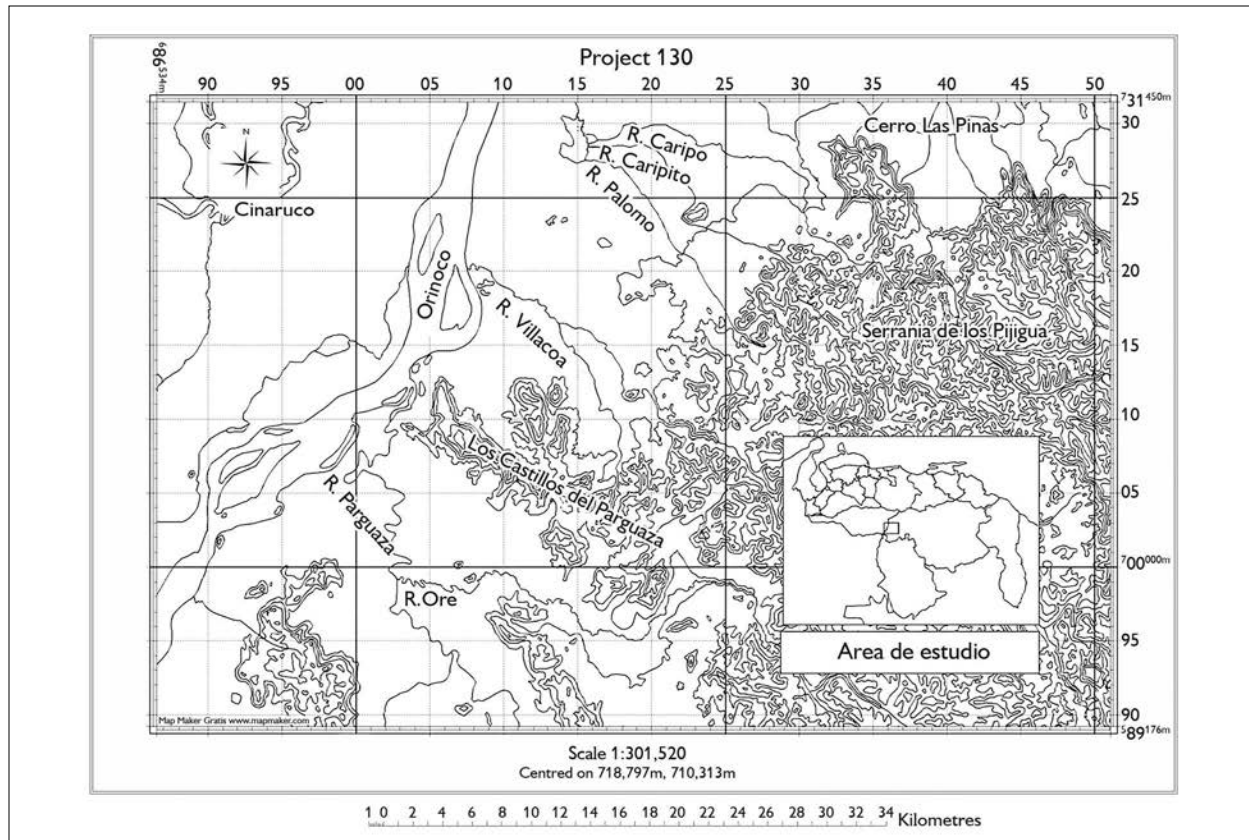 Project 130
⁶86⁵³⁴ᵐ
90 95 00 05 10 15 20 25 30 35 40 45 50
⁷31⁴⁵⁰ᵐ
30
25
20
15
10
05
⁷00⁰⁰⁰ᵐ
95
90
⁵89¹⁷⁶ᵐ
N
Cinaruco
Orinoco
R. Caripo
R. Caripito
R. Palomo
Cerro Las Pinas
R. Villacoa
Serrania de los Pijigua
Los Castillos del Parguaza
R. Parguaza
R.Ore
Area de estudio
Map Maker Gratis www.mapmaker.com
Scale 1:301,520
Centred on 718,797m, 710,313m
1 0 2 4 6 8 10 12 14 16 18 20 22 24 26 28 30 32 34 Kilometres